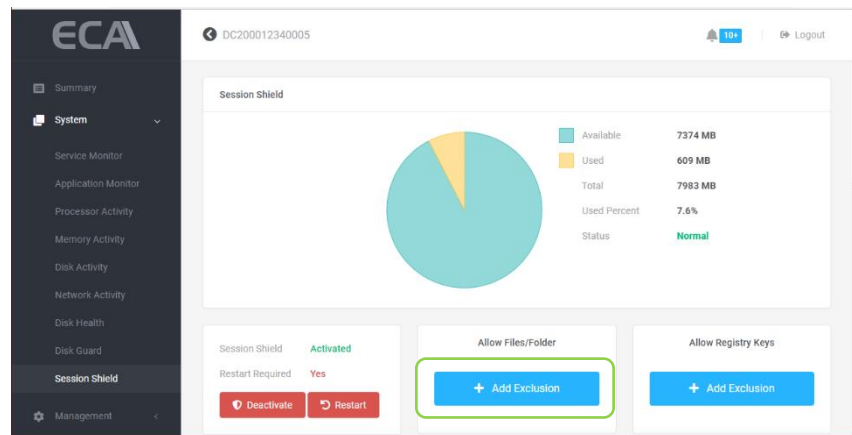 ECA
DC200012340005
10+
Logout
Summary
System
Service Monitor
Application Monitor
Processor Activity
Memory Activity
Disk Activity
Network Activity
Disk Health
Disk Guard
Session Shield
Management
Session Shield
Available 7374 MB
Used 609 MB
Total 7983 MB
Used Percent 7.6%
Status Normal
Session Shield Activated
Restart Required Yes
Deactivate Restart
Allow Files/Folder
+ Add Exclusion
Allow Registry Keys
+ Add Exclusion